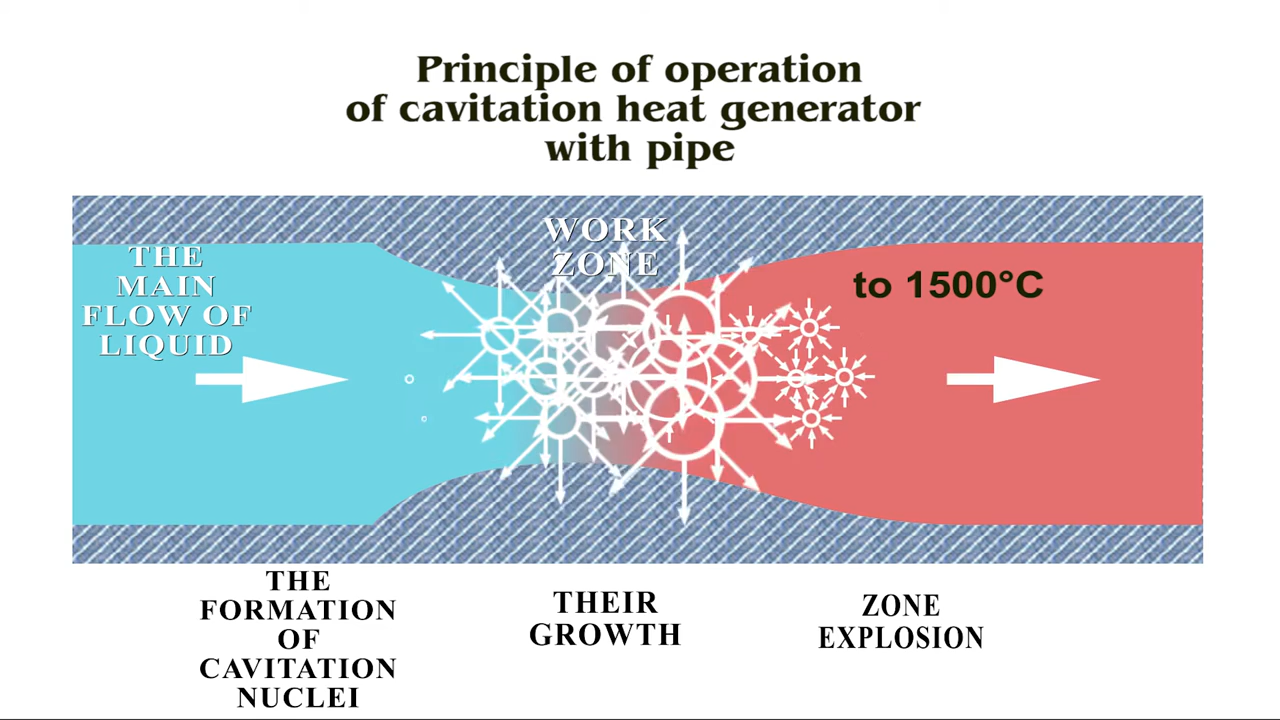 Principle of operation
of cavitation heat generator
with pipe
WORK
ZONE
THE
MAIN
FLOW OF
LIQUID
to 1500°C
THE
FORMATION
OF
CAVITATION
NUCLEI
THEIR
GROWTH
ZONE
EXPLOSION